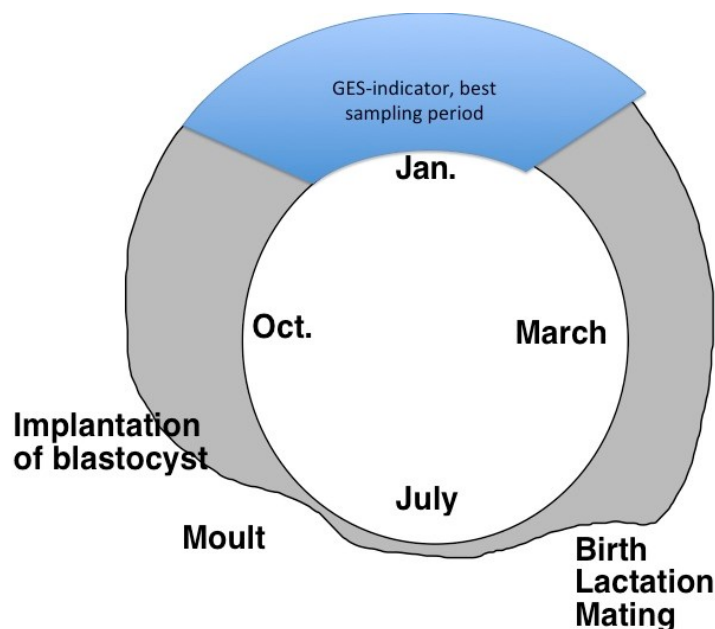 GES-indicator, best
sampling period
Jan.
Oct.
March
Implantation
of blastocyst
July
Moult
Birth
Lactation
Mating